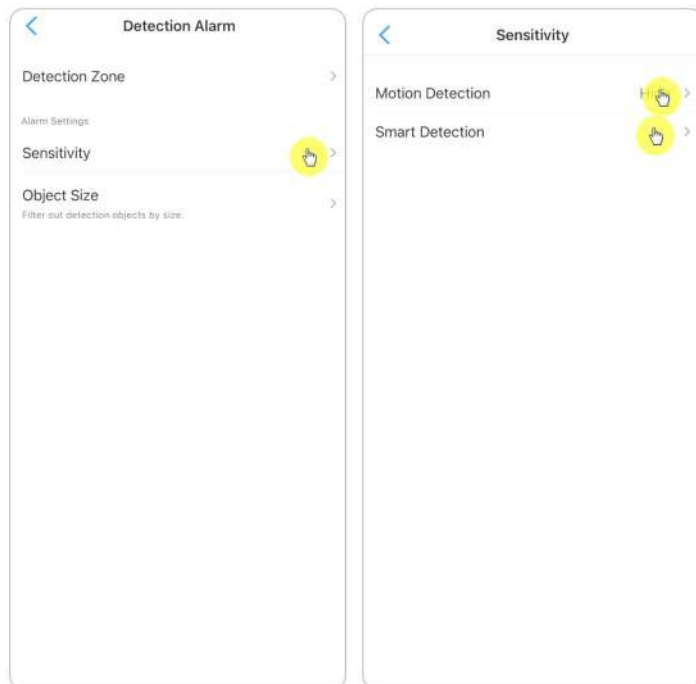 Detection Alarm
Detection Zone
Alarm Settings
Sensitivity
Object Size
Filter out detection objects by size.
Sensitivity
Motion Detection
Smart Detection